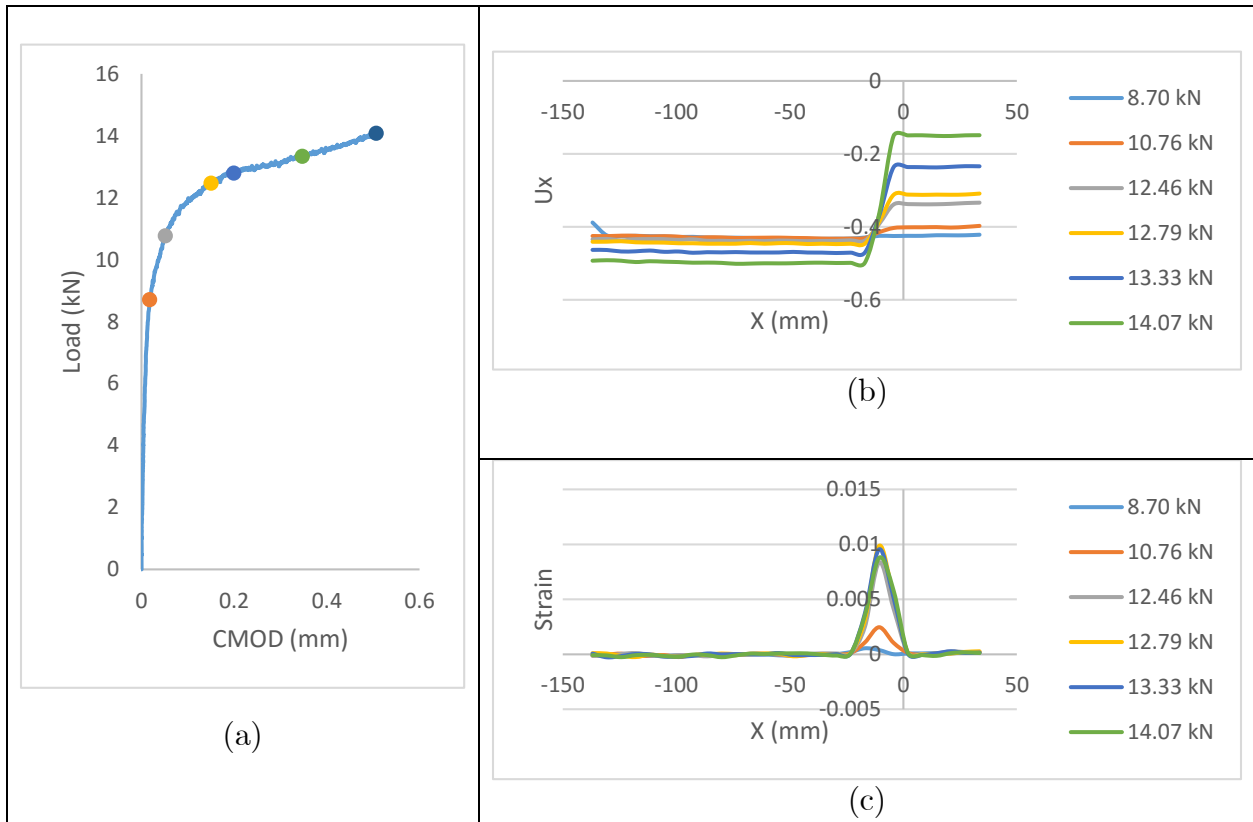 16
14
12
10
8
6
4
2
0
0 0.2 0.4 0.6
Load (kN)
CMOD (mm)
(a)
0
-0.2
-0.4
-0.6
-150 -100 -50 0 50
Ux
X (mm)
8.70 kN
10.76 kN
12.46 kN
12.79 kN
13.33 kN
14.07 kN
(b)
0.015
0.01
0.005
0
-0.005
-150 -100 -50 0 50
Strain
X (mm)
8.70 kN
10.76 kN
12.46 kN
12.79 kN
13.33 kN
14.07 kN
(c)